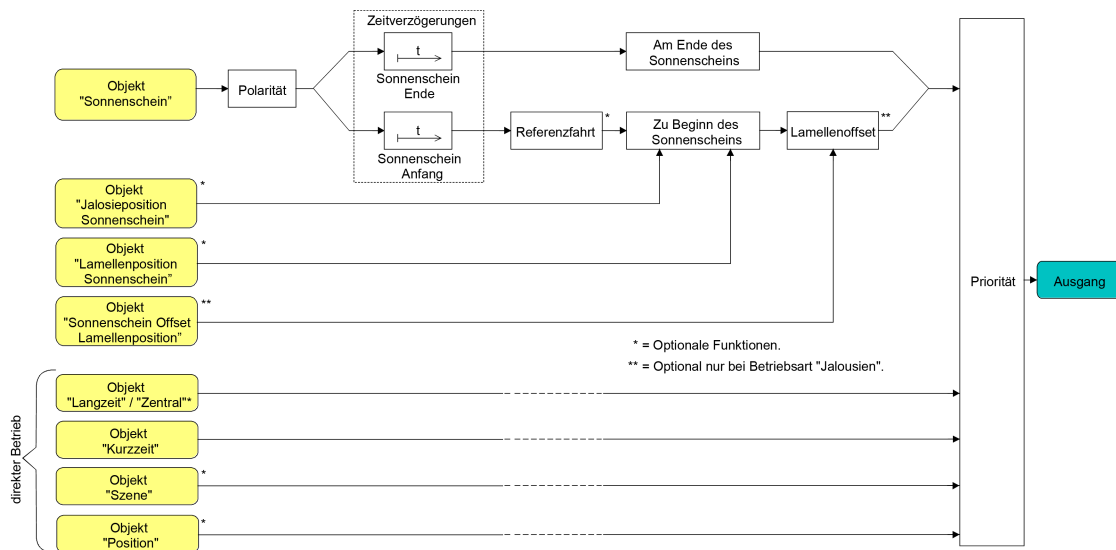 Zeitverzögerungen
t
Sonnenschein
Ende
Am Ende des
Sonnenscheins
Objekt
"Sonnenschein"
Polarität
t
Sonnenschein
Anfang
Referenzfahrt
*
Zu Beginn des
Sonnenscheins
Lamellenoffset
**
Objekt
"Jalosieposition
Sonnenschein"
*
Objekt
"Lamellenposition
Sonnenschein"
*
Objekt
"Sonnenschein Offset
Lamellenposition"
**
Priorität
Ausgang
* = Optionale Funktionen.
** = Optional nur bei Betriebsart "Jalousien".
direkter Betrieb
Objekt
"Langzeit" / "Zentral"*
Objekt
"Kurzzeit"
Objekt
"Szene"
*
Objekt
"Position"
*